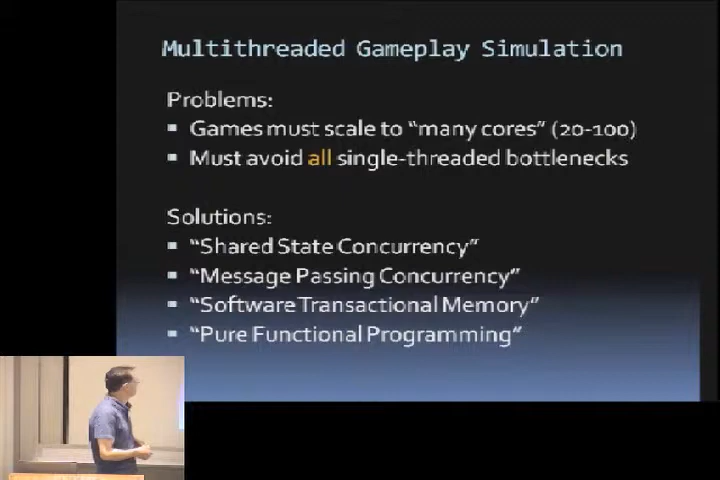 Multithreaded Gameplay Simulation
Problems:
Games must scale to “many cores” (20-100)
Must avoid all single-threaded bottlenecks
Solutions:
“Shared State Concurrency”
“Message Passing Concurrency”
“Software Transactional Memory”
“Pure Functional Programming”